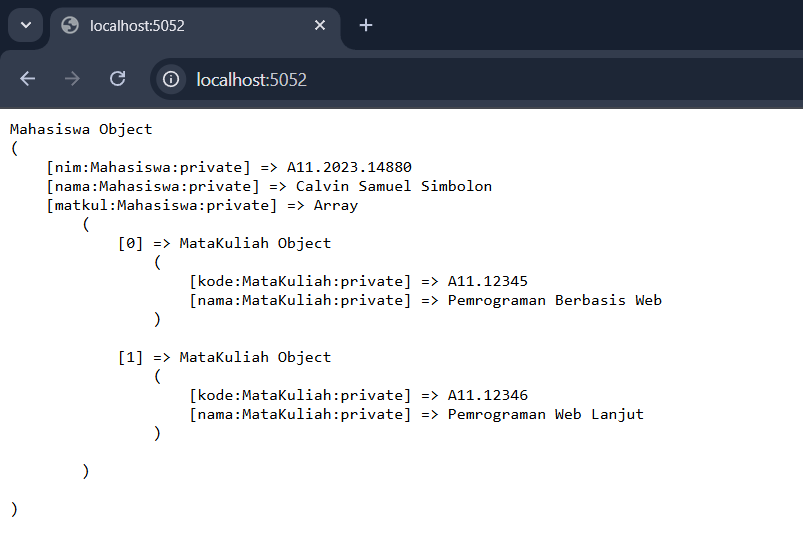 localhost:5052
localhost:5052
Mahasiswa Object
(
    [nim:Mahasiswa:private] => A11.2023.14880
    [nama:Mahasiswa:private] => Calvin Samuel Simbolon
    [matkul:Mahasiswa:private] => Array
        (
            [0] => MataKuliah Object
                (
                    [kode:MataKuliah:private] => A11.12345
                    [nama:MataKuliah:private] => Pemrograman Berbasis Web
                )
            [1] => MataKuliah Object
                (
                    [kode:MataKuliah:private] => A11.12346
                    [nama:MataKuliah:private] => Pemrograman Web Lanjut
                )
        )
)